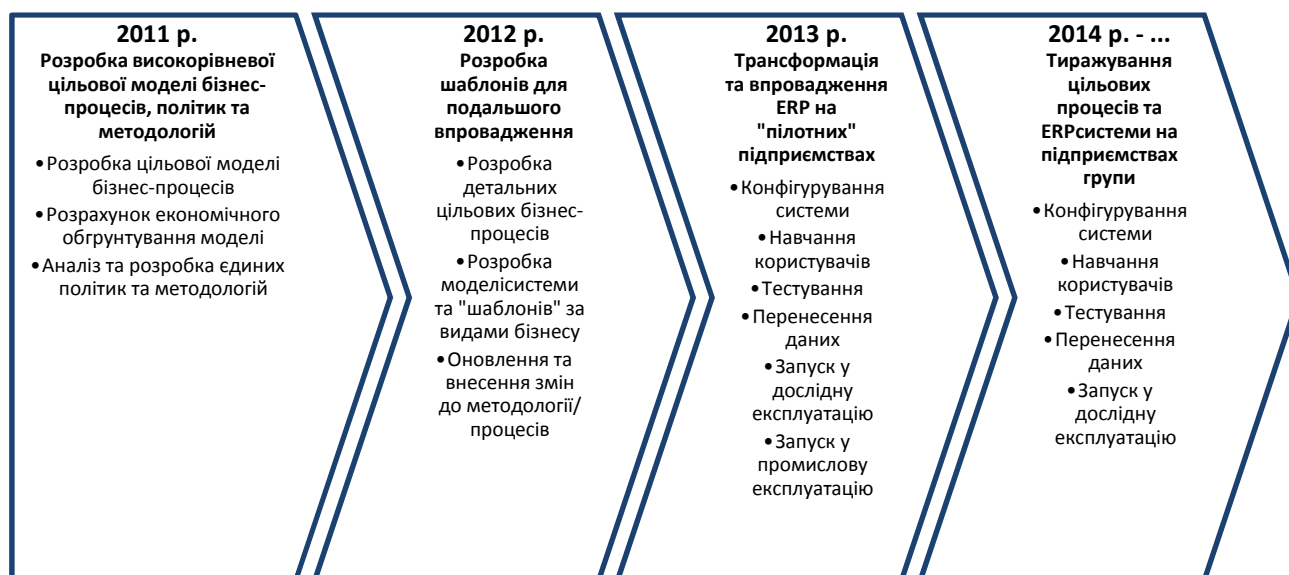 2011 р.
Розробка високорівневої
цільової моделі бізнес-
процесів, політик та
методологій
•Розробка цільової моделі
бізнес-процесів
•Розрахунок економічного
обгрунтування моделі
•Аналіз та розробка єдиних
політик та методологій
2012 р.
Розробка
шаблонів для
подальшого
впровадження
•Розробка
детальних
цільових бізнес-
процесів
•Розробка
моделісистеми
та "шаблонів" за
видами бізнесу
•Оновлення та
внесення змін
до методології/
процесів
2013 р.
Трансформація
та впровадження
ERP на
"пілотних"
підприємствах
•Конфігурування
системи
•Навчання
користувачів
•Тестування
•Перенесення
даних
•Запуск у
дослідну
експлуатацію
•Запуск у
промислову
експлуатацію
2014 р. - ...
Тиражування
цільових
процесів та
ERPсистеми на
підприємствах
групи
•Конфігурування
системи
•Навчання
користувачів
•Тестування
•Перенесення
даних
•Запуск у
дослідну
експлуатацію